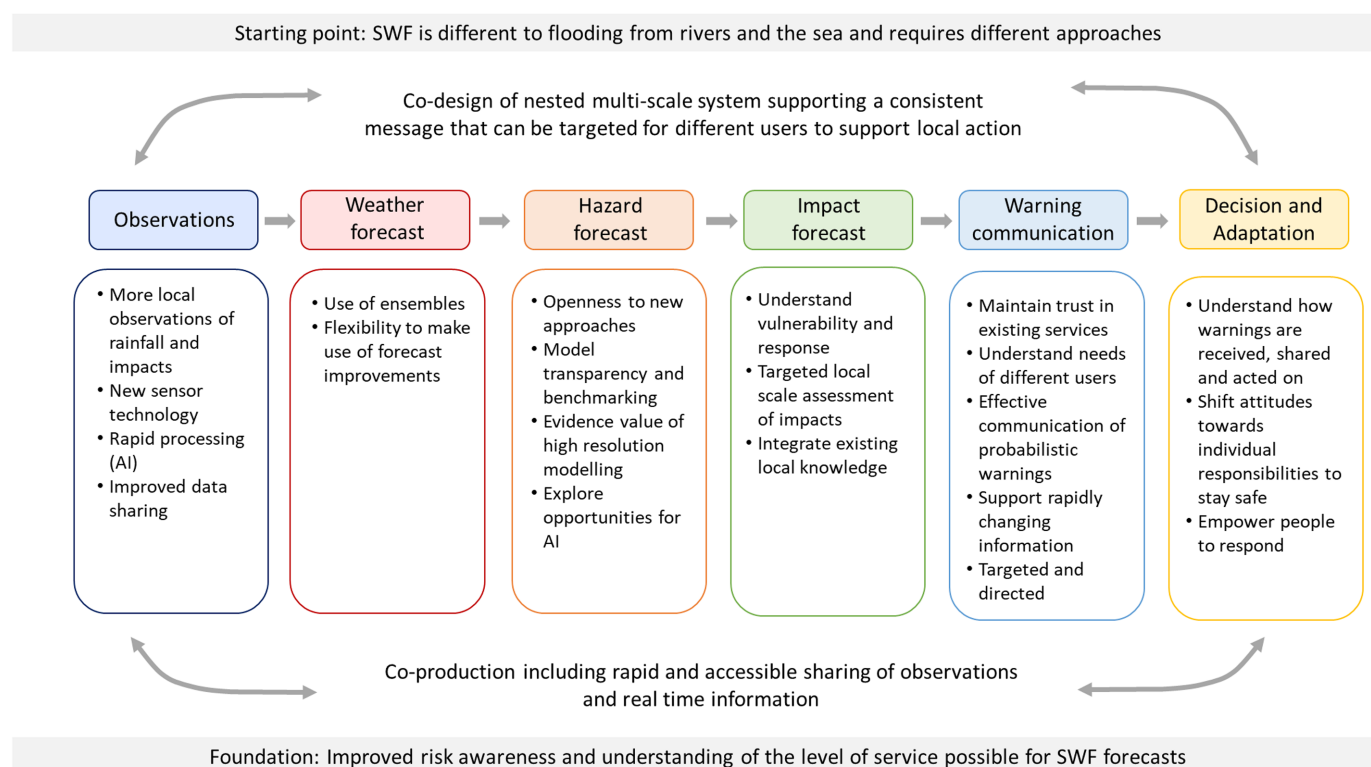 Starting point: SWF is different to flooding from rivers and the sea and requires different approaches
Co-design of nested multi-scale system supporting a consistent
message that can be targeted for different users to support local action
Observations
Weather
forecast
Hazard
forecast
Impact
forecast
Warning
communication
Decision and
Adaptation
• More local
observations of
rainfall and
impacts
• New sensor
technology
• Rapid processing
(AI)
• Improved data
sharing
• Use of ensembles
• Flexibility to make
use of forecast
improvements
• Openness to new
approaches
• Model
transparency and
benchmarking
• Evidence value of
high resolution
modelling
• Explore
opportunities for
AI
• Understand
vulnerability and
response
• Targeted local
scale assessment
of impacts
• Integrate existing
local knowledge
• Maintain trust in
existing services
• Understand needs
of different users
• Effective
communication of
probabilistic
warnings
• Support rapidly
changing
information
• Targeted and
directed
• Understand how
warnings are
received, shared
and acted on
• Shift attitudes
towards
individual
responsibilities to
stay safe
• Empower people
to respond
Co-production including rapid and accessible sharing of observations
and real time information
Foundation: Improved risk awareness and understanding of the level of service possible for SWF forecasts